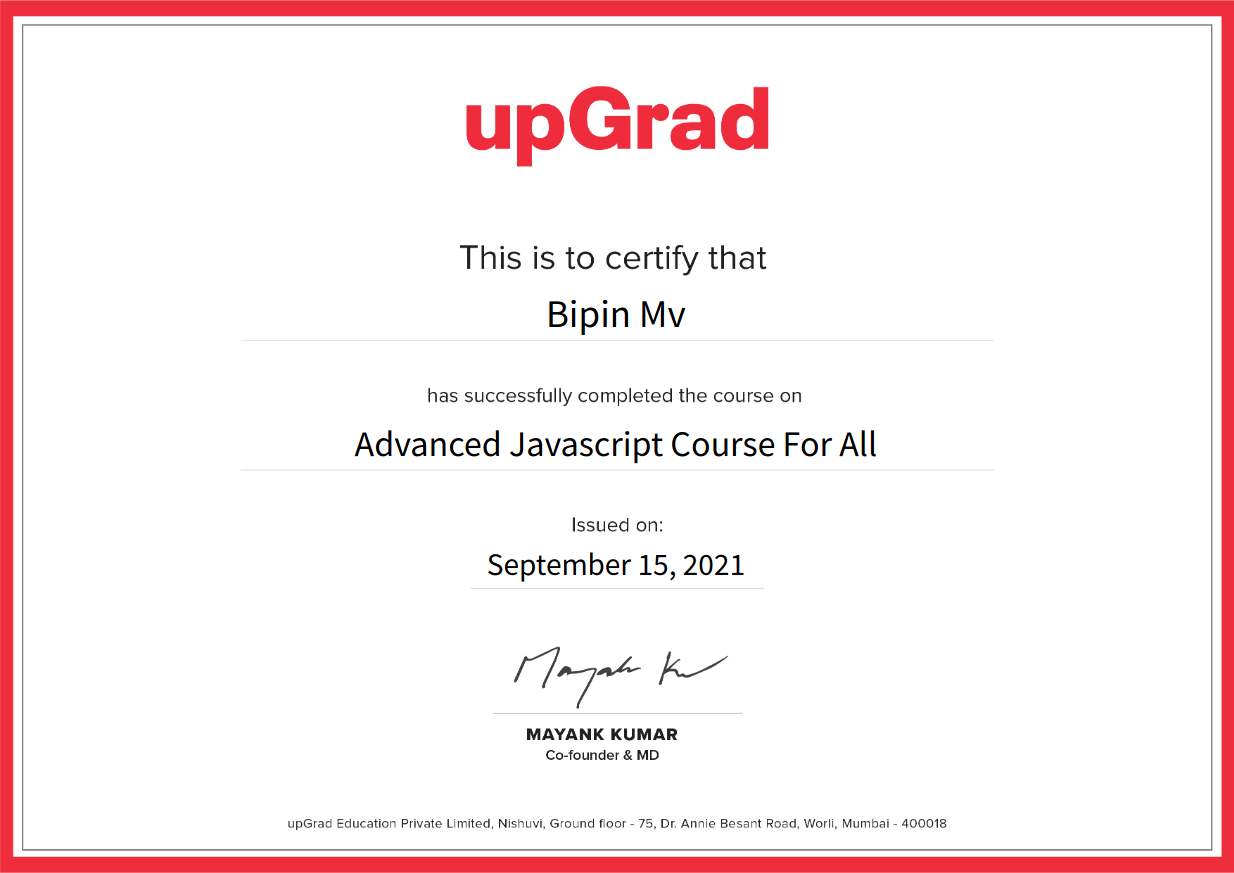 upGrad
This is to certify that
Bipin Mv
has successfully completed the course on
Advanced Javascript Course For All
Issued on:
September 15, 2021
Mayank Ku
MAYANK KUMAR
Co-founder & MD
upGrad Education Private Limited, Nishuvi, Ground floor - 75, Dr. Annie Besant Road, Worli, Mumbai - 400018